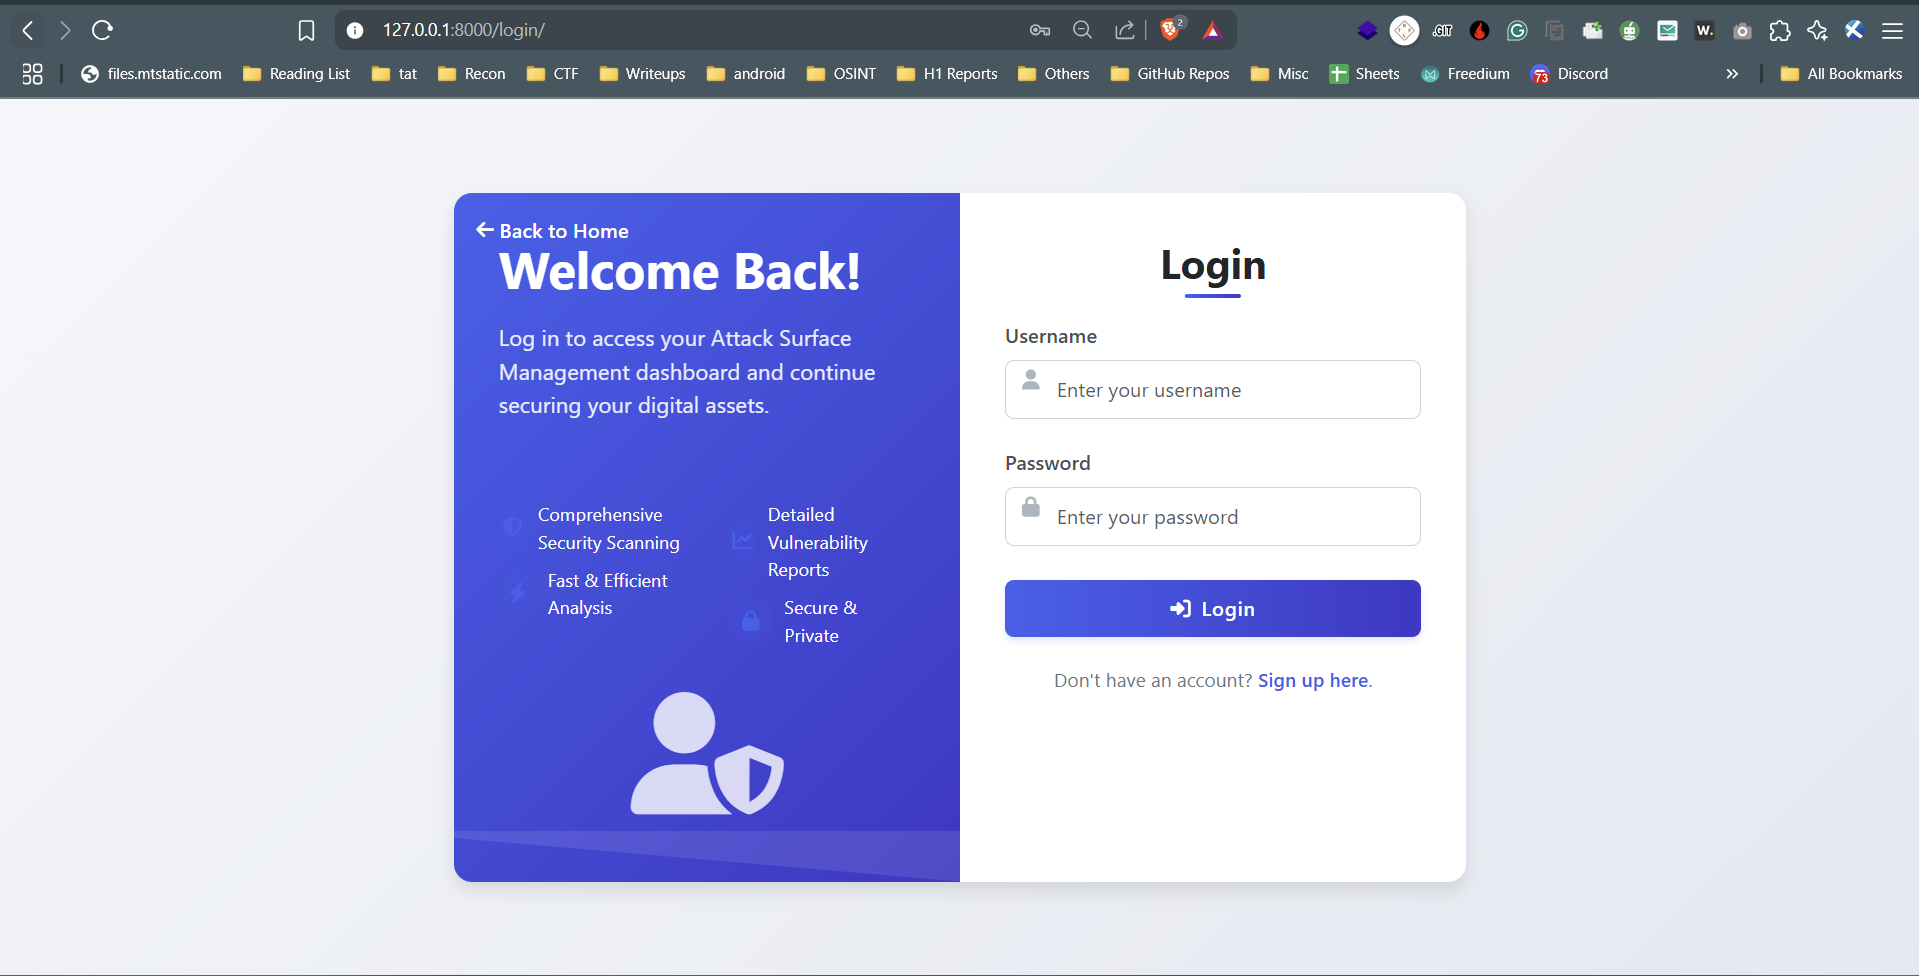 127.0.0.1:8000/login/
2
.GIT
W.
files.mtstatic.com
Reading List
tat
Recon
CTF
Writeups
android
OSINT
H1 Reports
Others
GitHub Repos
Misc
Sheets
Freedium
73
Discord
»
All Bookmarks
Back to Home
Welcome Back!
Log in to access your Attack Surface
Management dashboard and continue
securing your digital assets.
Comprehensive
Security Scanning
Detailed
Vulnerability
Reports
Fast & Efficient
Analysis
Secure &
Private
Login
Username
Enter your username
Password
Enter your password
Login
Don't have an account? Sign up here.